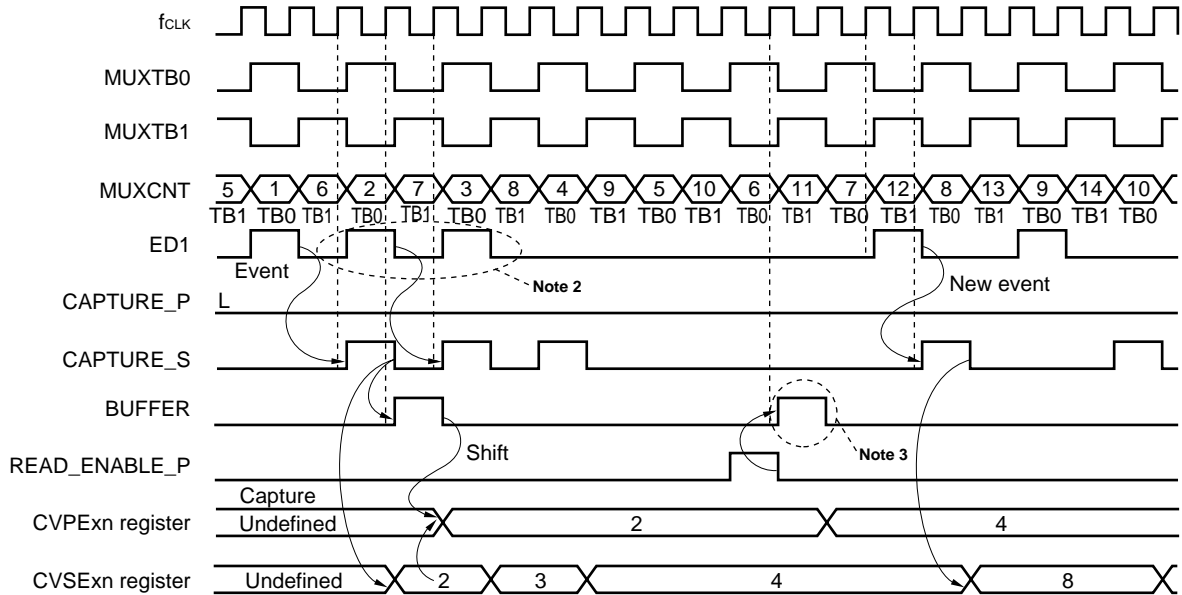 fCLK
MUXTB0
MUXTB1
MUXCNT 5 1 6 2 7 3 8 4 9 5 10 6 11 7 12 8 13 9 14 10
TB1 TB0 TB1 TB0 TB1 TB0 TB1 TB0 TB1 TB0 TB1 TB0 TB1 TB0 TB1 TB0 TB1 TB0 TB1 TB0
ED1
Event
Note 2
New event
CAPTURE_P L
CAPTURE_S
BUFFER
Shift
Note 3
READ_ENABLE_P
Capture
CVPExn register Undefined 2 4
CVSExn register Undefined 2 3 4 8